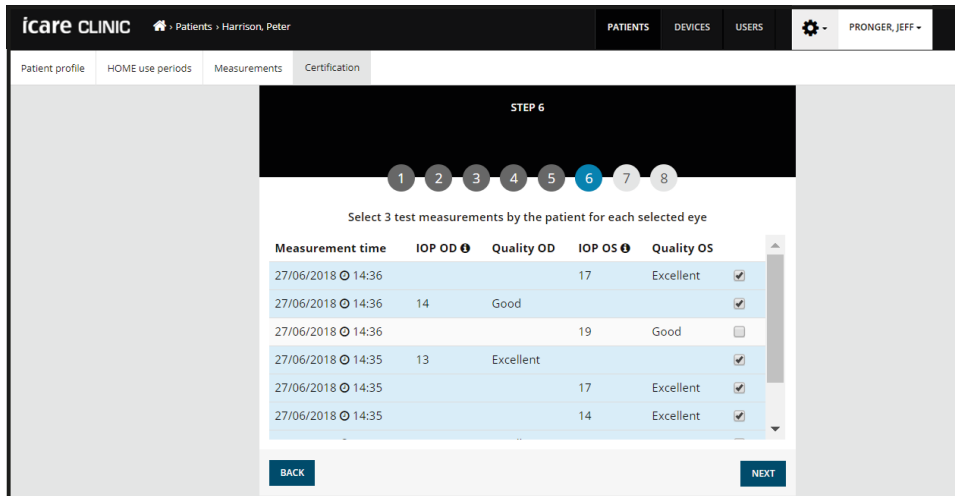 ícare CLINIC › Patients › Harrison, Peter PATIENTS DEVICES USERS PRONGER, JEFF
Patient profile HOME use periods Measurements Certification
STEP 6
1 2 3 4 5 6 7 8
Select 3 test measurements by the patient for each selected eye
Measurement time IOP OD Quality OD IOP OS Quality OS
27/06/2018 14:36 17 Excellent
27/06/2018 14:36 14 Good
27/06/2018 14:36 19 Good
27/06/2018 14:35 13 Excellent
27/06/2018 14:35 17 Excellent
27/06/2018 14:35 14 Excellent
BACK NEXT